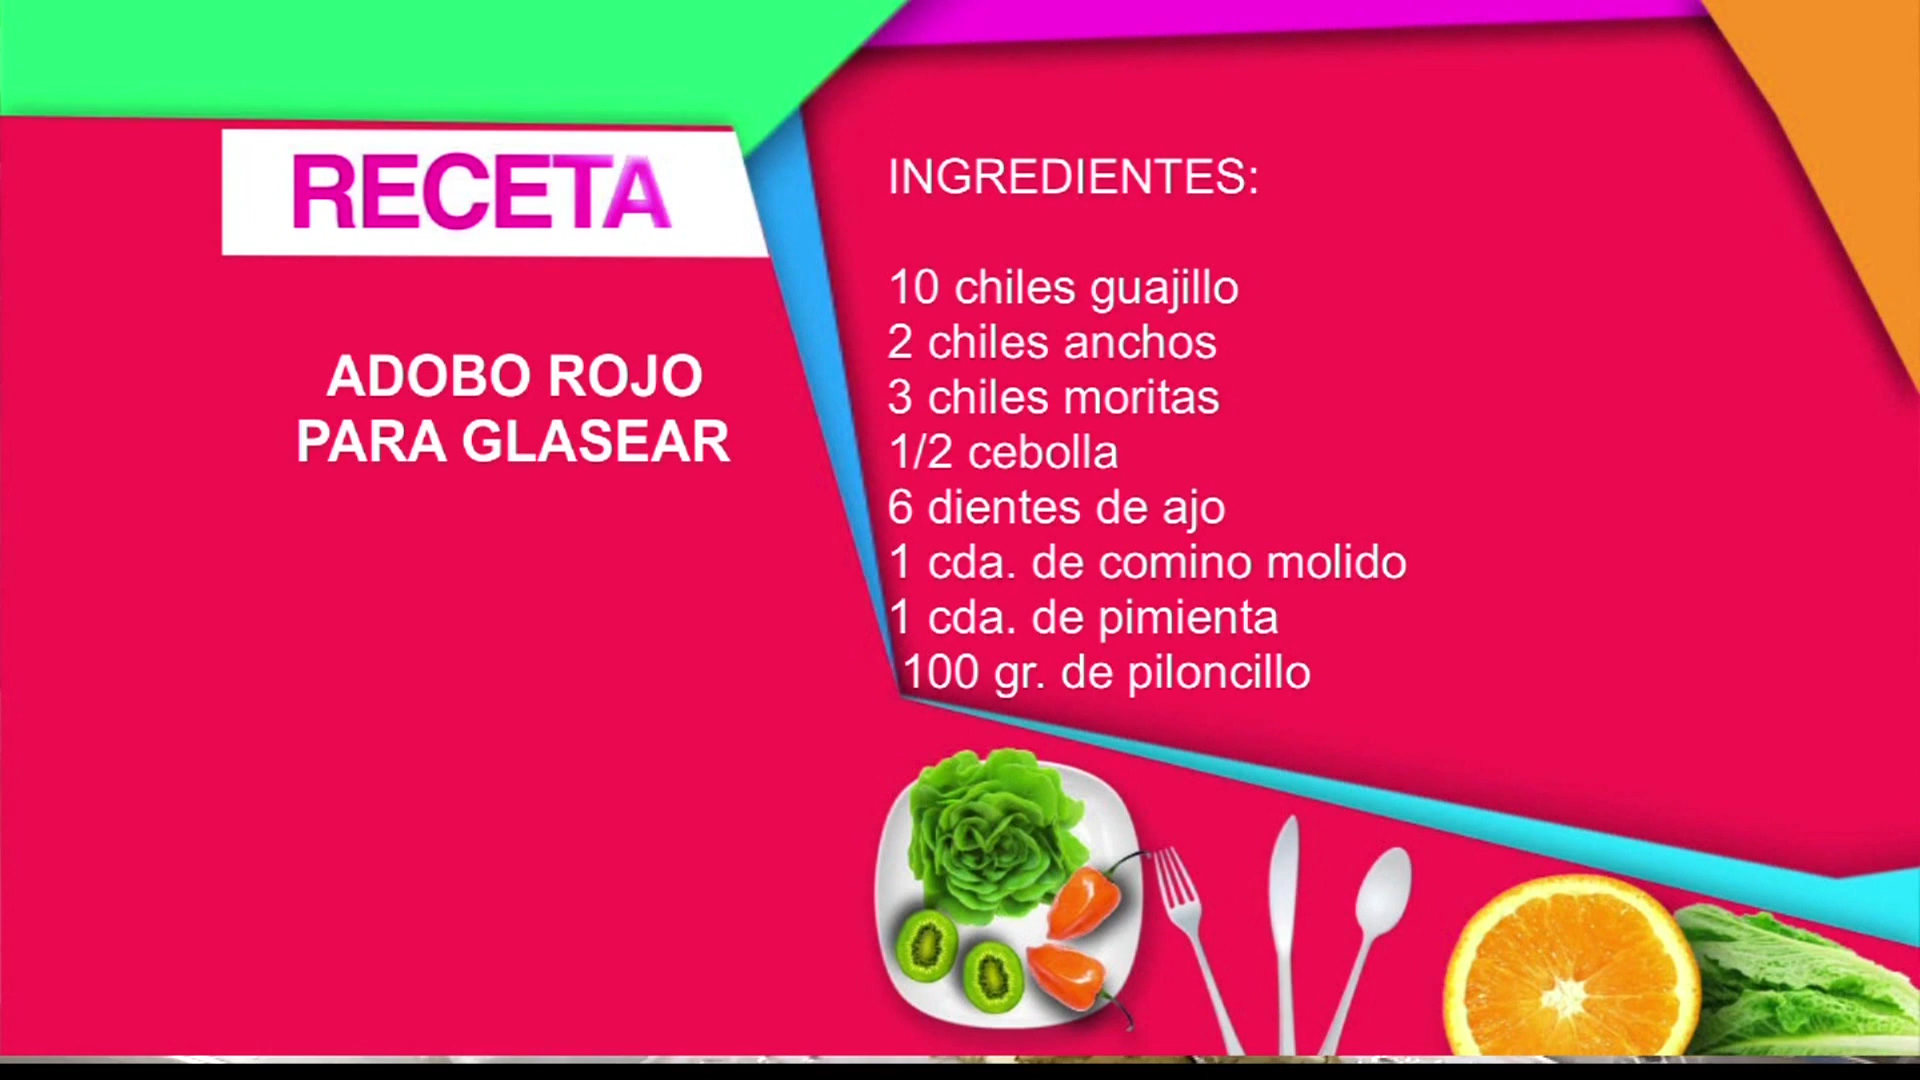 RECETA
ADOBO ROJO
PARA GLASEAR
INGREDIENTES:
10 chiles guajillo
2 chiles anchos
3 chiles moritas
1/2 cebolla
6 dientes de ajo
1 cda. de comino molido
1 cda. de pimienta
100 gr. de piloncillo